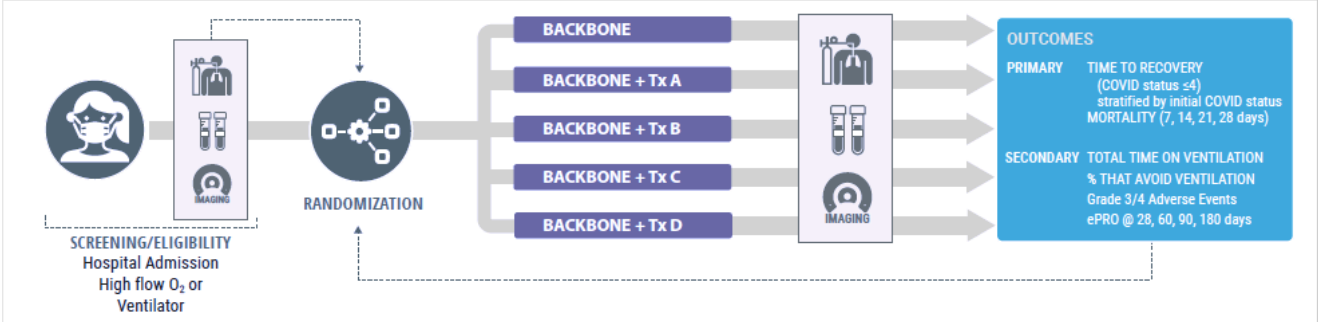 IMAGING
SCREENING/ELIGIBILITY
Hospital Admission
High flow O₂ or
Ventilator
RANDOMIZATION
BACKBONE
BACKBONE + Tx A
BACKBONE + Tx B
BACKBONE + Tx C
BACKBONE + Tx D
IMAGING
OUTCOMES
PRIMARY TIME TO RECOVERY
(COVID status ≤4)
stratified by initial COVID status
MORTALITY (7, 14, 21, 28 days)
SECONDARY TOTAL TIME ON VENTILATION
% THAT AVOID VENTILATION
Grade 3/4 Adverse Events
ePRO @ 28, 60, 90, 180 days